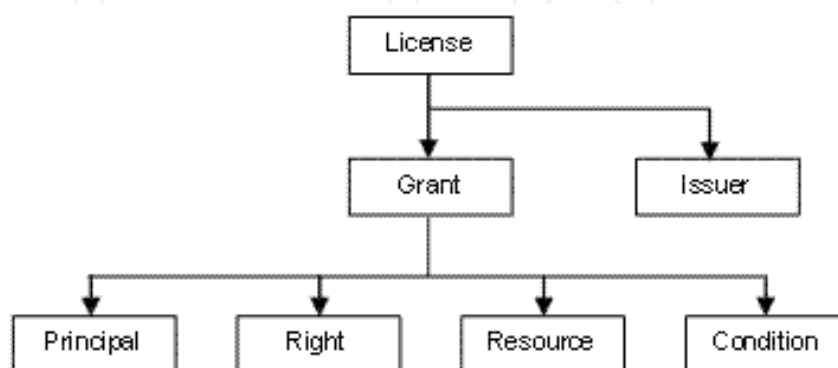 License
Grant
Issuer
Principal
Right
Resource
Condition